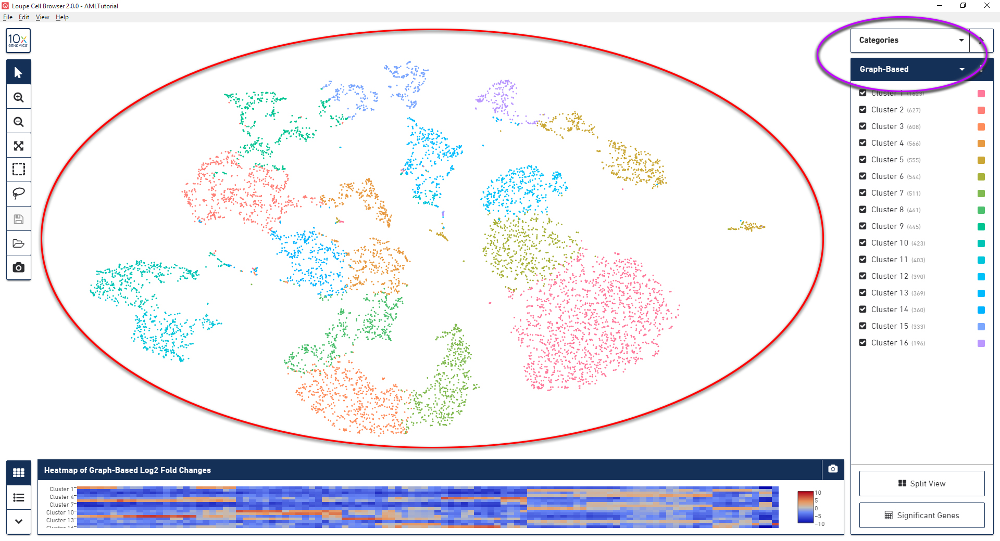 Loupe Cell Browser 2.0.0 - AMLTutorial
File Edit View Help
10x
GENOMICS
Categories
Graph-Based
Cluster 1 (1623)
Cluster 2 (627)
Cluster 3 (608)
Cluster 4 (566)
Cluster 5 (555)
Cluster 6 (544)
Cluster 7 (511)
Cluster 8 (461)
Cluster 9 (445)
Cluster 10 (423)
Cluster 11 (403)
Cluster 12 (390)
Cluster 13 (369)
Cluster 14 (360)
Cluster 15 (333)
Cluster 16 (196)
Heatmap of Graph-Based Log2 Fold Changes
Cluster 1
Cluster 4
Cluster 7
Cluster 10
Cluster 13
Cluster 16
10
5
0
−5
−10
Split View
Significant Genes